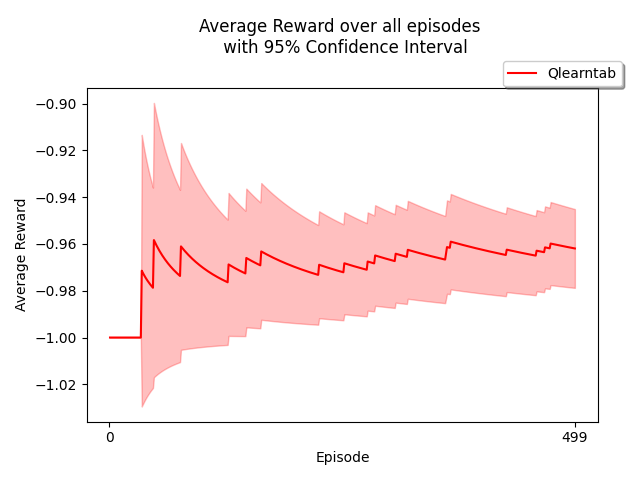 Average Reward over all episodes
with 95% Confidence Interval
Qlearntab
−0.90
−0.92
−0.94
−0.96
−0.98
−1.00
−1.02
Average Reward
0
499
Episode